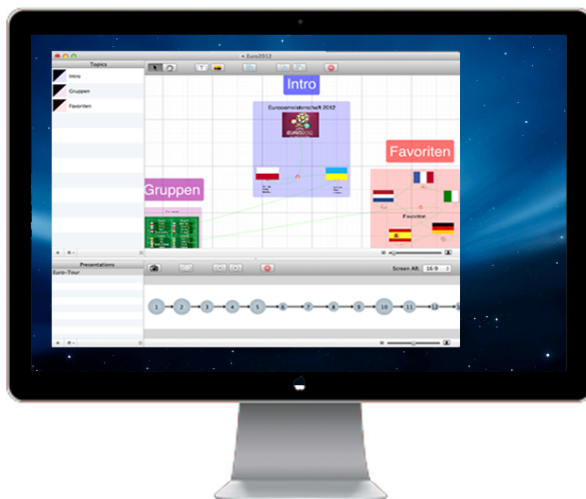 Euro2012
Topics
Intro
Gruppen
Favoriten
Intro
Europameisterschaft 2012
EURO2012
Favoriten
Gruppen
Favoriten
Presentations
Euro-Tour
Screen AR: 16:9
1 2 3 4 5 6 7 8 9 10 11 12